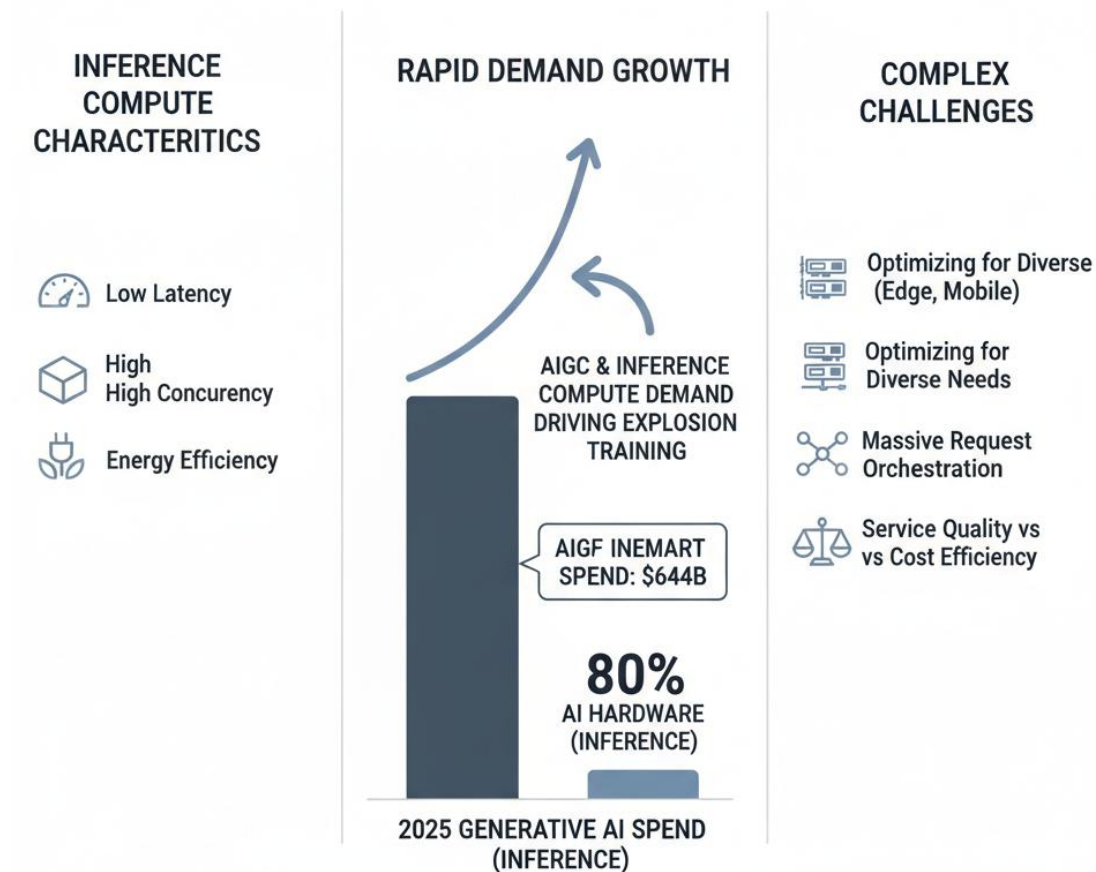 INFERENCE
COMPUTE
CHARACTERITICS
Low Latency
High
High Concurency
Energy Efficiency
RAPID DEMAND GROWTH
AIGC & INFERENCE
COMPUTE DEMAND
DRIVING EXPLOSION
TRAINING
AIGF INEMART
SPEND: $644B
80%
AI HARDWARE
(INFERENCE)
2025 GENERATIVE AI SPEND
(INFERENCE)
COMPLEX
CHALLENGES
Optimizing for Diverse
(Edge, Mobile)
Optimizing for
Diverse Needs
Massive Request
Orchestration
Service Quality vs
vs Cost Efficiency